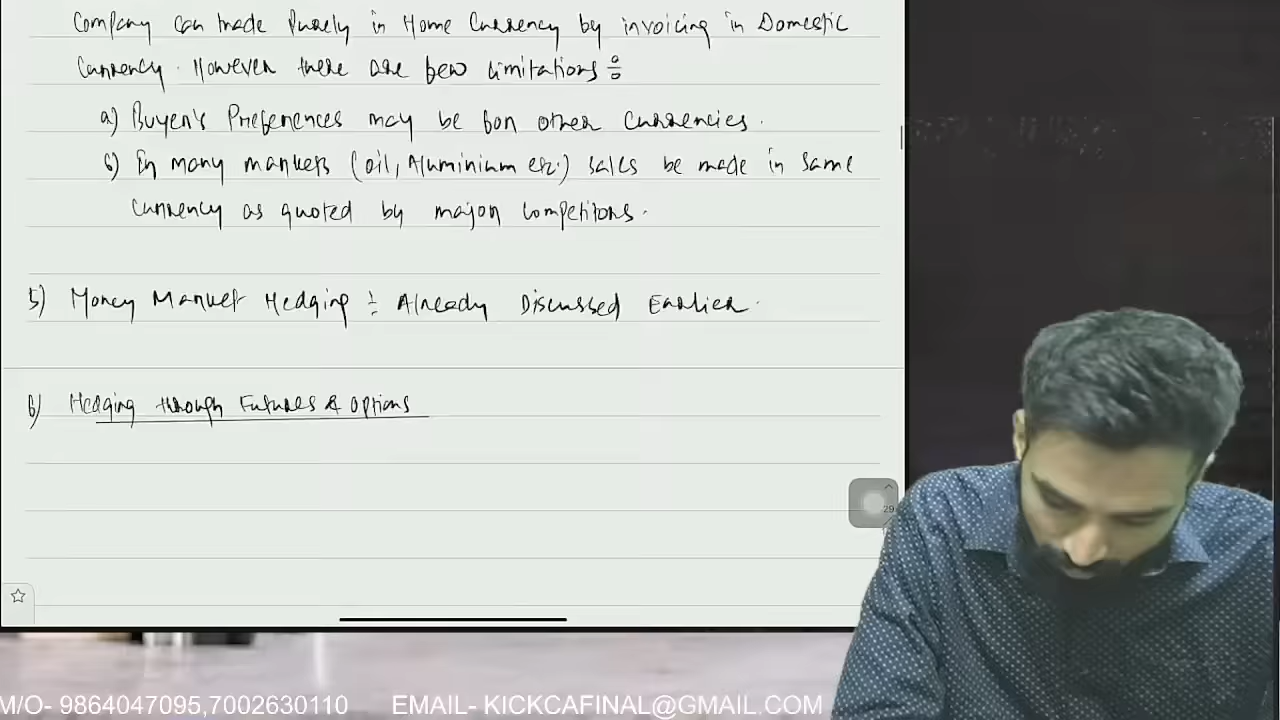 Company can trade Purely in Home Currency by invoicing in Domestic
Currency. However there are few limitations :-
a) Buyer's Preferences may be for other currencies.
b) In many markets (oil, Aluminium etc.) sales be made in same
currency as quoted by major competitors.
5) Money Market Hedging :- Already Discussed Earlier.
6) Hedging through Futures & Options
29
M/O- 9864047095,7002630110 EMAIL- KICKCAFINAL@GMAIL.COM